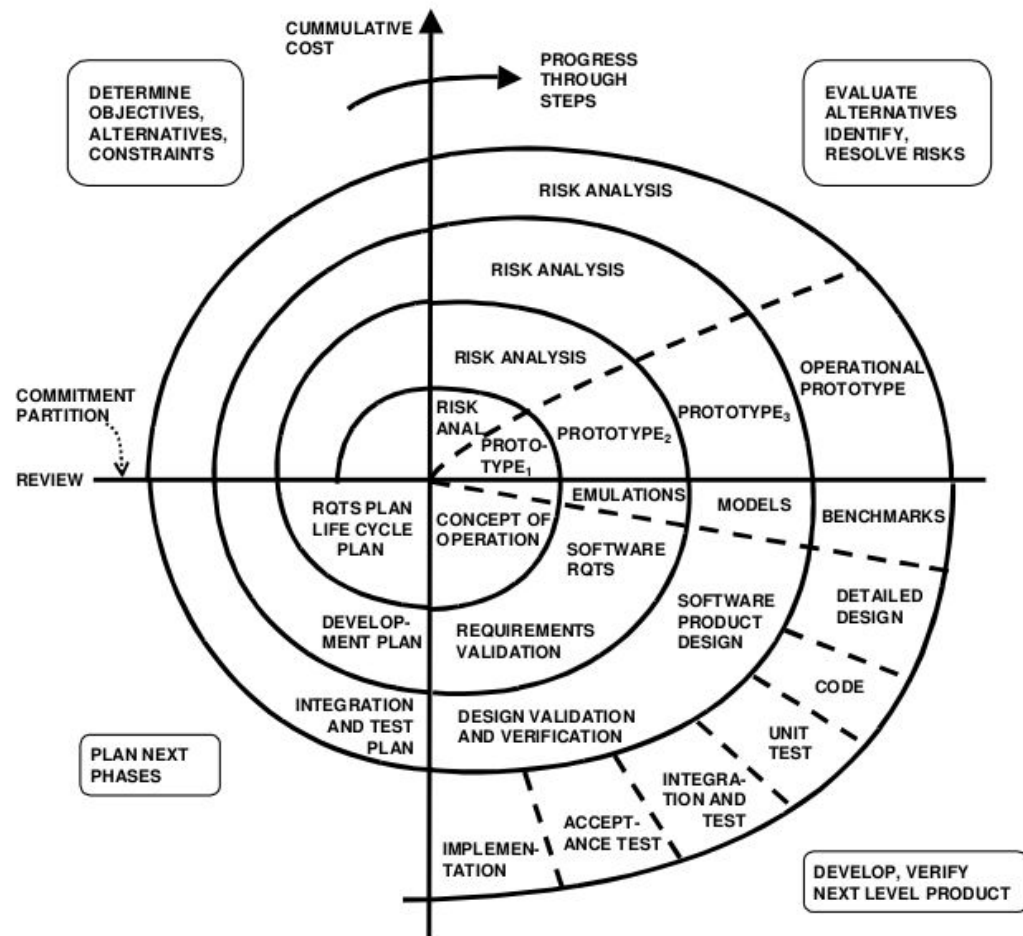 CUMMULATIVE
COST
PROGRESS
THROUGH
STEPS
DETERMINE
OBJECTIVES,
ALTERNATIVES,
CONSTRAINTS
EVALUATE
ALTERNATIVES
IDENTIFY,
RESOLVE RISKS
RISK ANALYSIS
RISK ANALYSIS
RISK ANALYSIS
RISK
ANAL.
OPERATIONAL
PROTOTYPE
PROTOTYPE₃
PROTOTYPE₂
PROTO-
TYPE₁
COMMITMENT
PARTITION
REVIEW
RQTS PLAN
LIFE CYCLE
PLAN
CONCEPT OF
OPERATION
EMULATIONS
MODELS
BENCHMARKS
SOFTWARE
RQTS
SOFTWARE
PRODUCT
DESIGN
DETAILED
DESIGN
DEVELOP-
MENT PLAN
REQUIREMENTS
VALIDATION
CODE
INTEGRATION
AND TEST
PLAN
DESIGN VALIDATION
AND VERIFICATION
UNIT
TEST
PLAN NEXT
PHASES
INTEGRA-
TION AND
TEST
ACCEPT-
ANCE TEST
IMPLEMEN-
TATION
DEVELOP, VERIFY
NEXT LEVEL PRODUCT